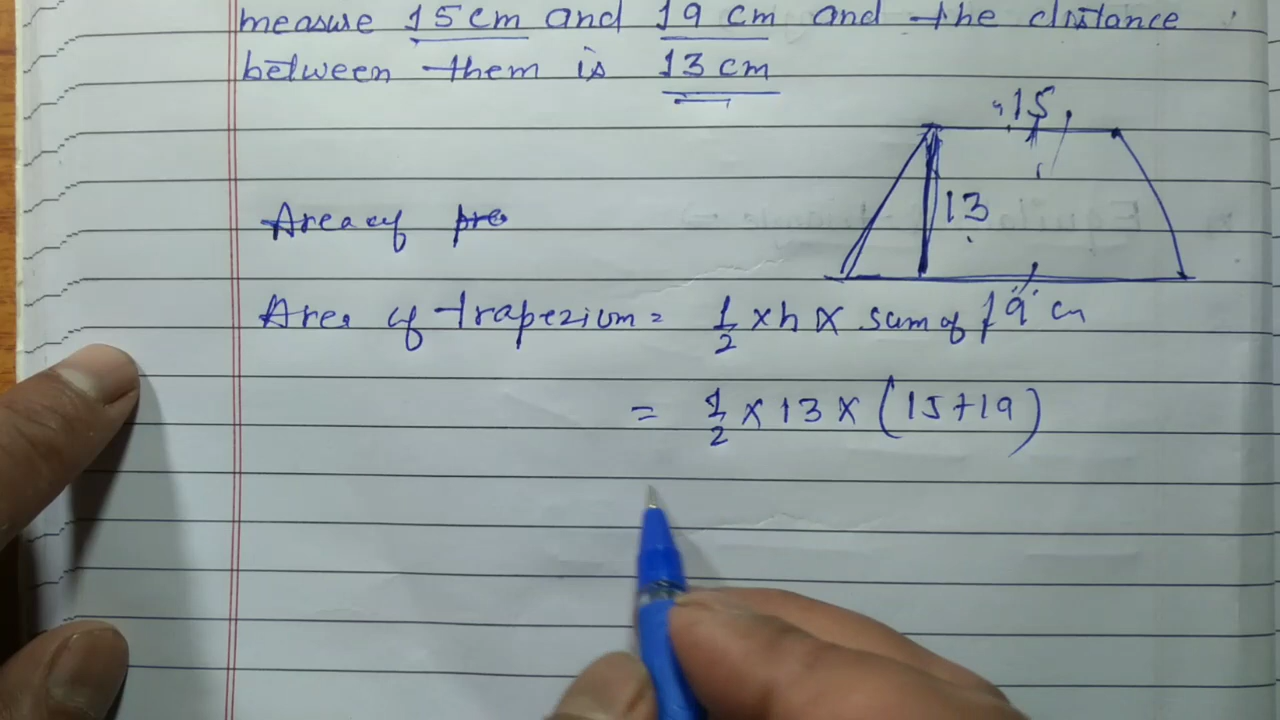 measure 15 cm and 19 cm and the distance
between them is 13 cm
15
13
Area of pre
Area of trapezium = 1/2 × h × sum of
19 cm
= 1/2 × 13 × (15+19)